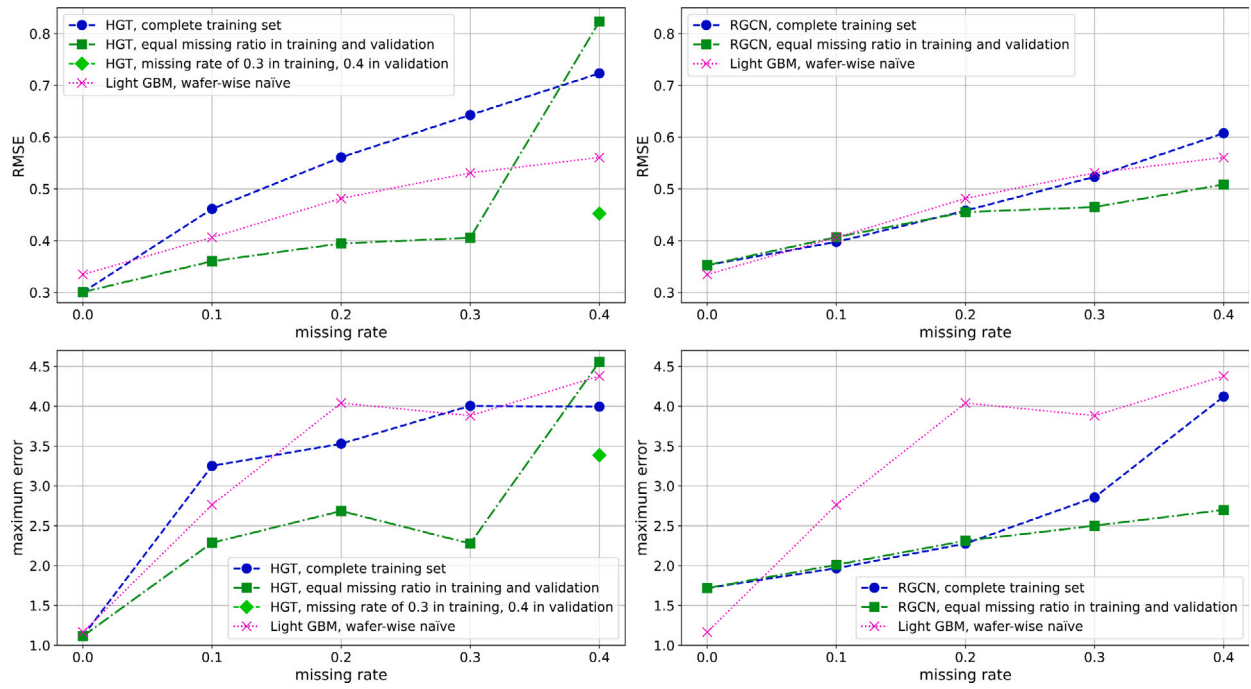 HGT, complete training set
HGT, equal missing ratio in training and validation
HGT, missing rate of 0.3 in training, 0.4 in validation
Light GBM, wafer-wise naïve
0.8
0.7
0.6
0.5
0.4
0.3
RMSE
0.0 0.1 0.2 0.3 0.4
missing rate
RGCN, complete training set
RGCN, equal missing ratio in training and validation
Light GBM, wafer-wise naïve
0.8
0.7
0.6
0.5
0.4
0.3
RMSE
0.0 0.1 0.2 0.3 0.4
missing rate
4.5
4.0
3.5
3.0
2.5
2.0
1.5
1.0
maximum error
HGT, complete training set
HGT, equal missing ratio in training and validation
HGT, missing rate of 0.3 in training, 0.4 in validation
Light GBM, wafer-wise naïve
0.0 0.1 0.2 0.3 0.4
missing rate
4.5
4.0
3.5
3.0
2.5
2.0
1.5
1.0
maximum error
RGCN, complete training set
RGCN, equal missing ratio in training and validation
Light GBM, wafer-wise naïve
0.0 0.1 0.2 0.3 0.4
missing rate